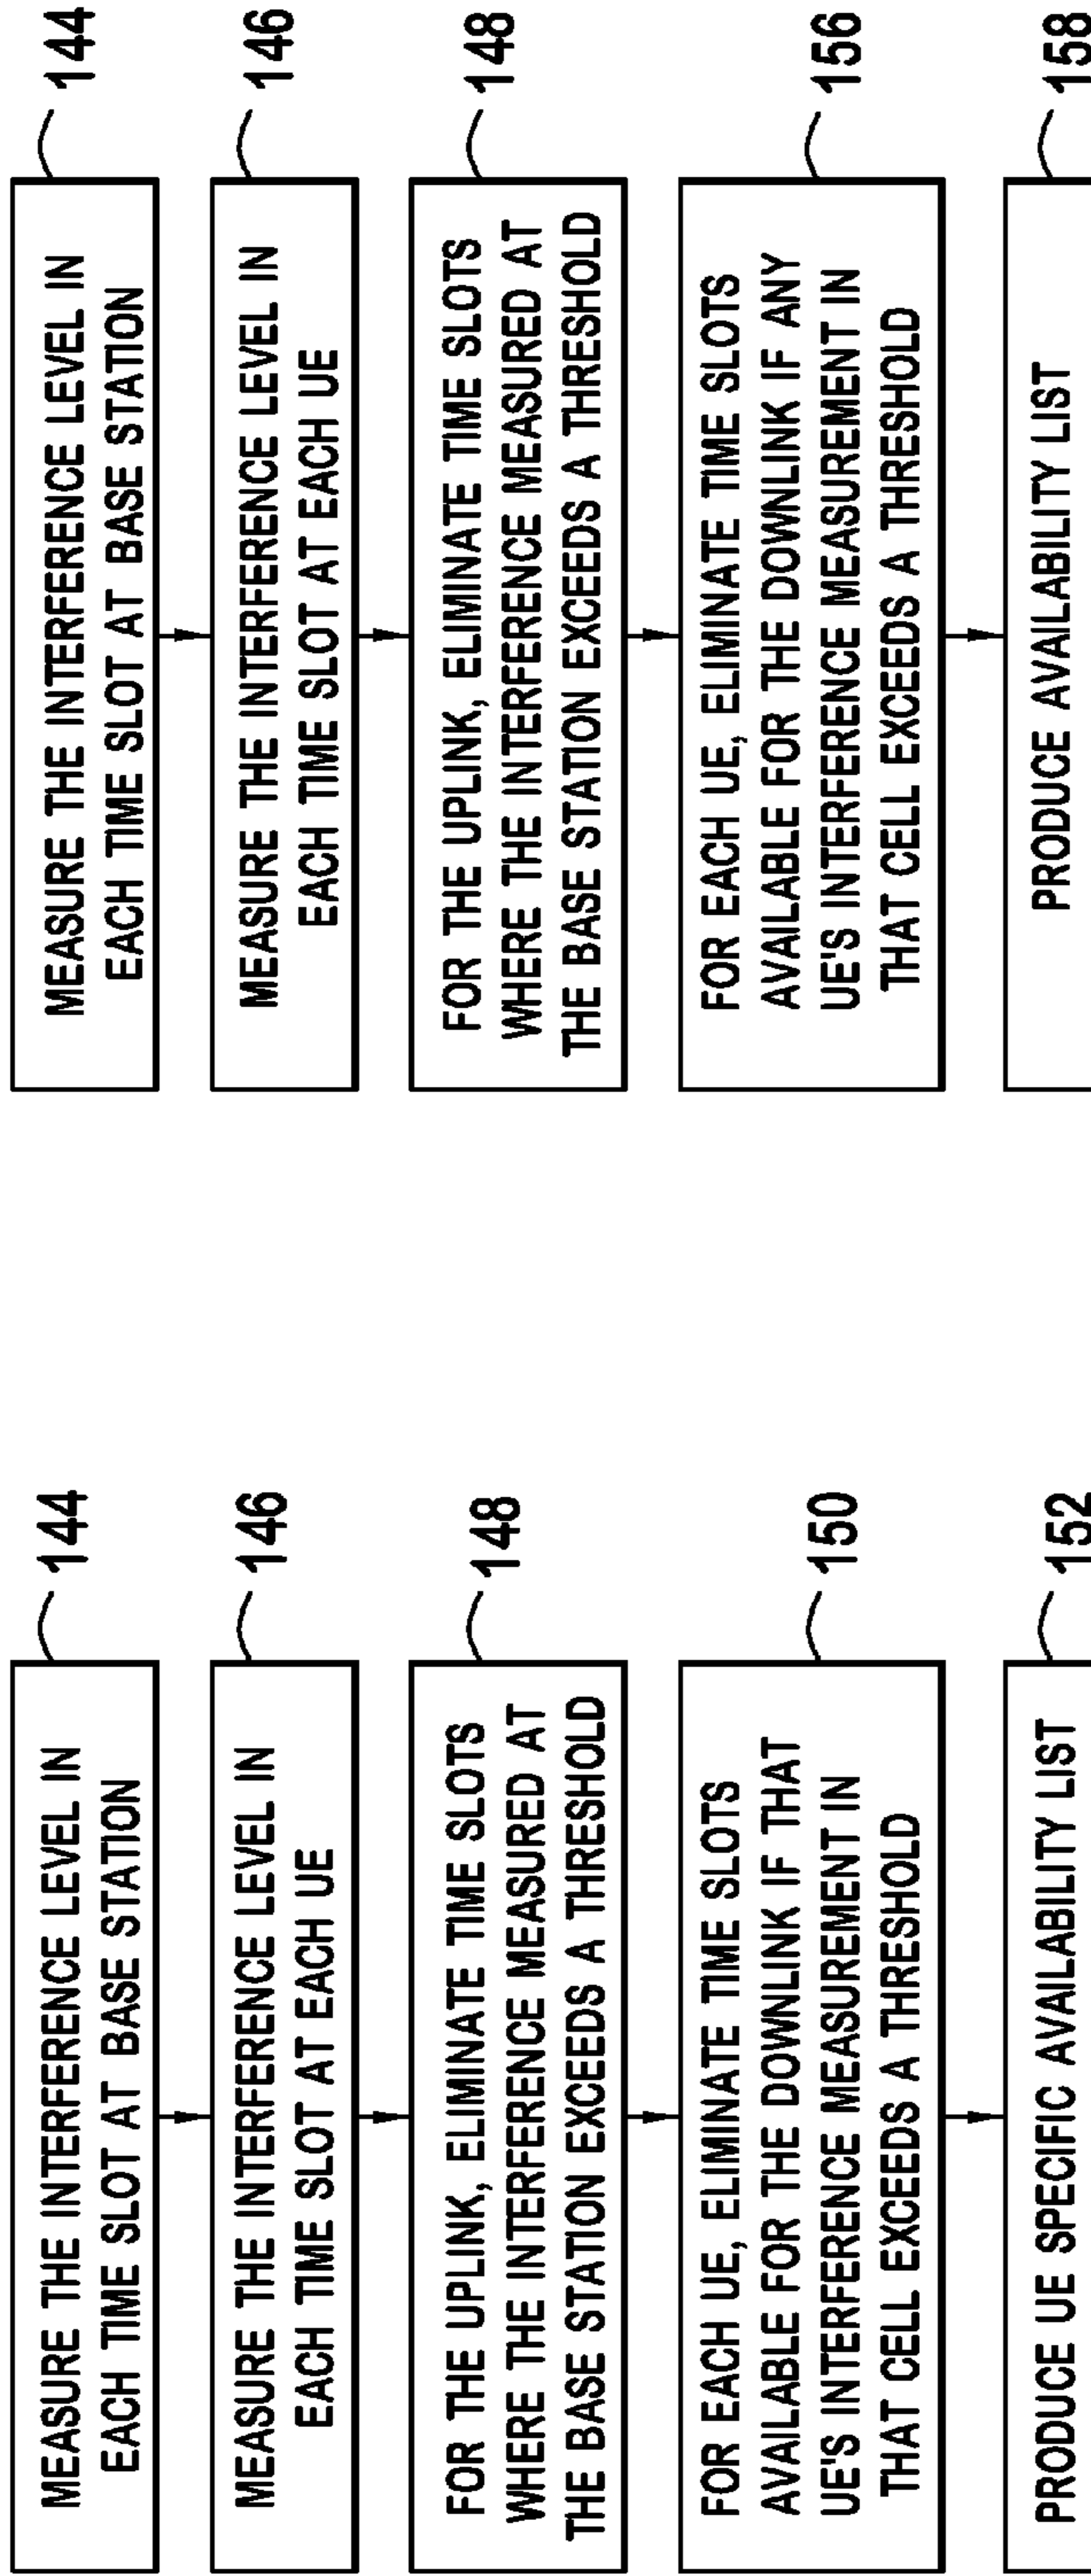 MEASURE THE INTERFERENCE LEVEL IN
EACH TIME SLOT AT BASE STATION
144
MEASURE THE INTERFERENCE LEVEL IN
EACH TIME SLOT AT EACH UE
146
FOR THE UPLINK, ELIMINATE TIME SLOTS
WHERE THE INTERFERENCE MEASURED AT
THE BASE STATION EXCEEDS A THRESHOLD
148
FOR EACH UE, ELIMINATE TIME SLOTS
AVAILABLE FOR THE DOWNLINK IF THAT
UE'S INTERFERENCE MEASUREMENT IN
THAT CELL EXCEEDS A THRESHOLD
150
PRODUCE UE SPECIFIC AVAILABILITY LIST
152
MEASURE THE INTERFERENCE LEVEL IN
EACH TIME SLOT AT BASE STATION
144
MEASURE THE INTERFERENCE LEVEL IN
EACH TIME SLOT AT EACH UE
146
FOR THE UPLINK, ELIMINATE TIME SLOTS
WHERE THE INTERFERENCE MEASURED AT
THE BASE STATION EXCEEDS A THRESHOLD
148
FOR EACH UE, ELIMINATE TIME SLOTS
AVAILABLE FOR THE DOWNLINK IF ANY
UE'S INTERFERENCE MEASUREMENT IN
THAT CELL EXCEEDS A THRESHOLD
156
PRODUCE AVAILABILITY LIST
158